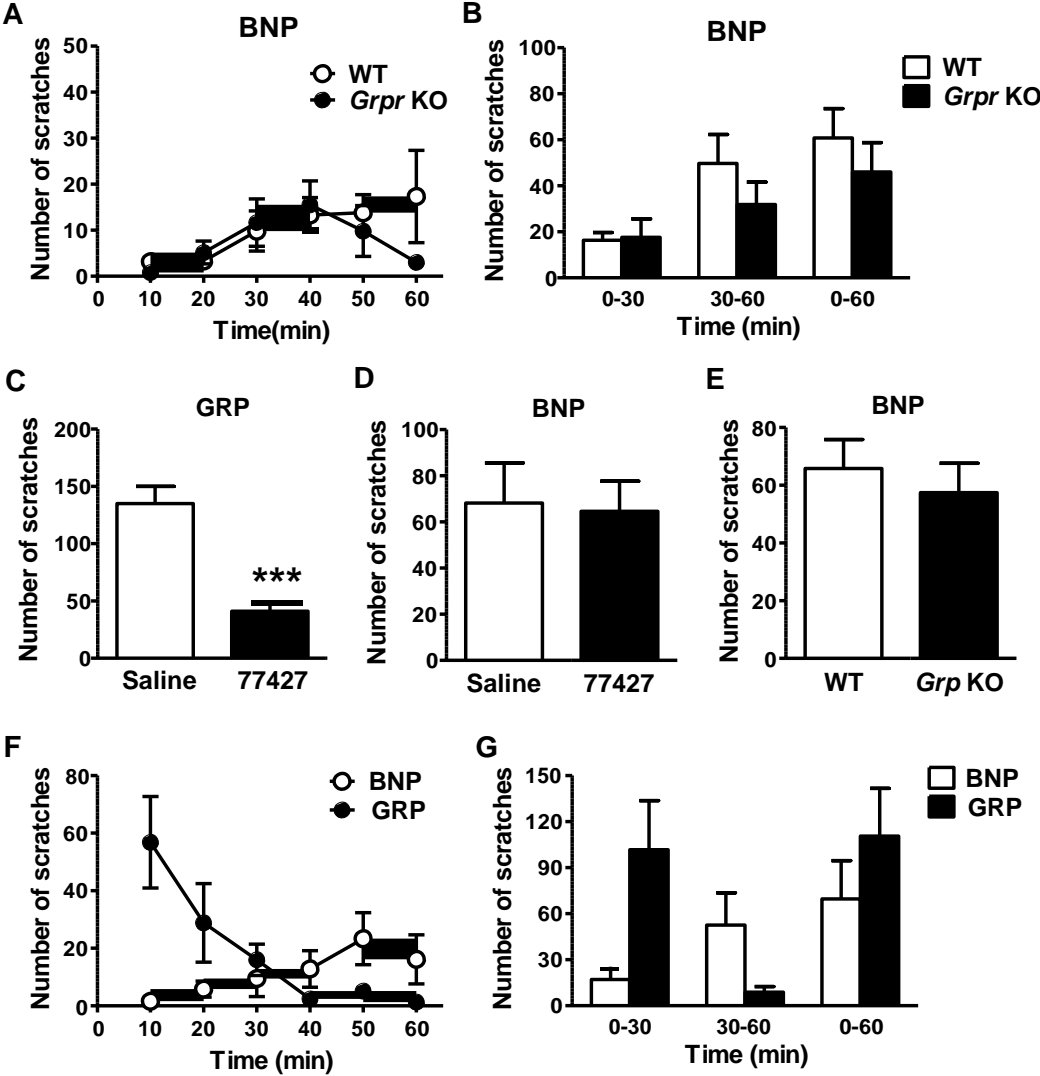 A
BNP
50
40
30
20
10
0
Number of scratches
WT
Grpr KO
0 10 20 30 40 50 60
Time(min)
B
BNP
100
80
60
40
20
0
Number of scratches
WT
Grpr KO
0-30 30-60 0-60
Time (min)
C
GRP
200
150
100
50
0
Number of scratches
***
Saline 77427
D
BNP
100
80
60
40
20
0
Number of scratches
Saline 77427
E
BNP
80
60
40
20
0
Number of scratches
WT Grp KO
F
80
60
40
20
0
Number of scratches
BNP
GRP
0 10 20 30 40 50 60
Time (min)
G
150
120
90
60
30
0
Number of scratches
BNP
GRP
0-30 30-60 0-60
Time (min)